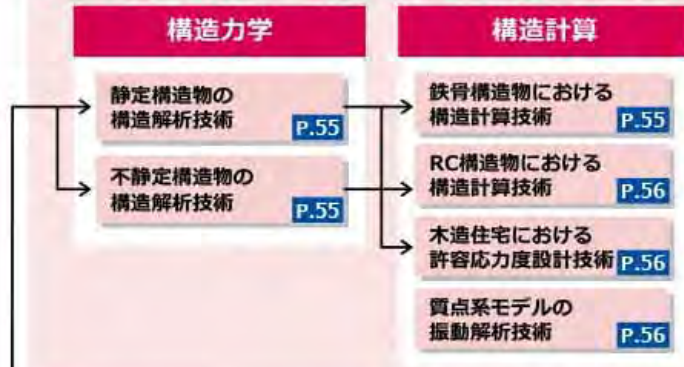 構造力学
静定構造物の
構造解析技術
P.55
不静定構造物の
構造解析技術
P.55
構造計算
鉄骨構造物における
構造計算技術
P.55
RC構造物における
構造計算技術
P.56
木造住宅における
許容応力度設計技術
P.56
質点系モデルの
振動解析技術
P.56